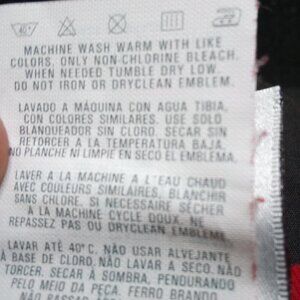 MACHINE WASH WARM WITH LIKE
COLORS, ONLY NON-CHLORINE BLEACH.
WHEN NEEDED TUMBLE DRY LOW.
DO NOT IRON OR DRYCLEAN EMBLEM.
LAVADO A MÁQUINA CON AGUA TIBIA,
CON COLORES SIMILARES. USE SOLO
BLANQUEADOR SIN CLORO. SECAR SIN
RETORCER A LA TEMPERATURA BAJA.
NO PLANCHE NI LIMPIE EN SECO EL EMBLEMA.
LAVER A LA MACHINE A L'EAU CHAUD
AVEC COULEURS SIMILAIRES, BLANCHIR
SANS CHLORE. SI NECESSAIRE SÉCHER
À LA MACHINE CYCLE DOUX. NE
REPASSEZ PAS OU DRYCLEAN EMBLÈME
LAVAR ATÉ 40°C, NÃO USAR ALVEJANTE
À BASE DE CLORO. NÃO LAVAR A SECO. NÃO
TORCER. SECAR À SOMBRA, PENDURAR
PELO MEIO DA PEÇA. FERRO BRANDO
NÃO PASSAR